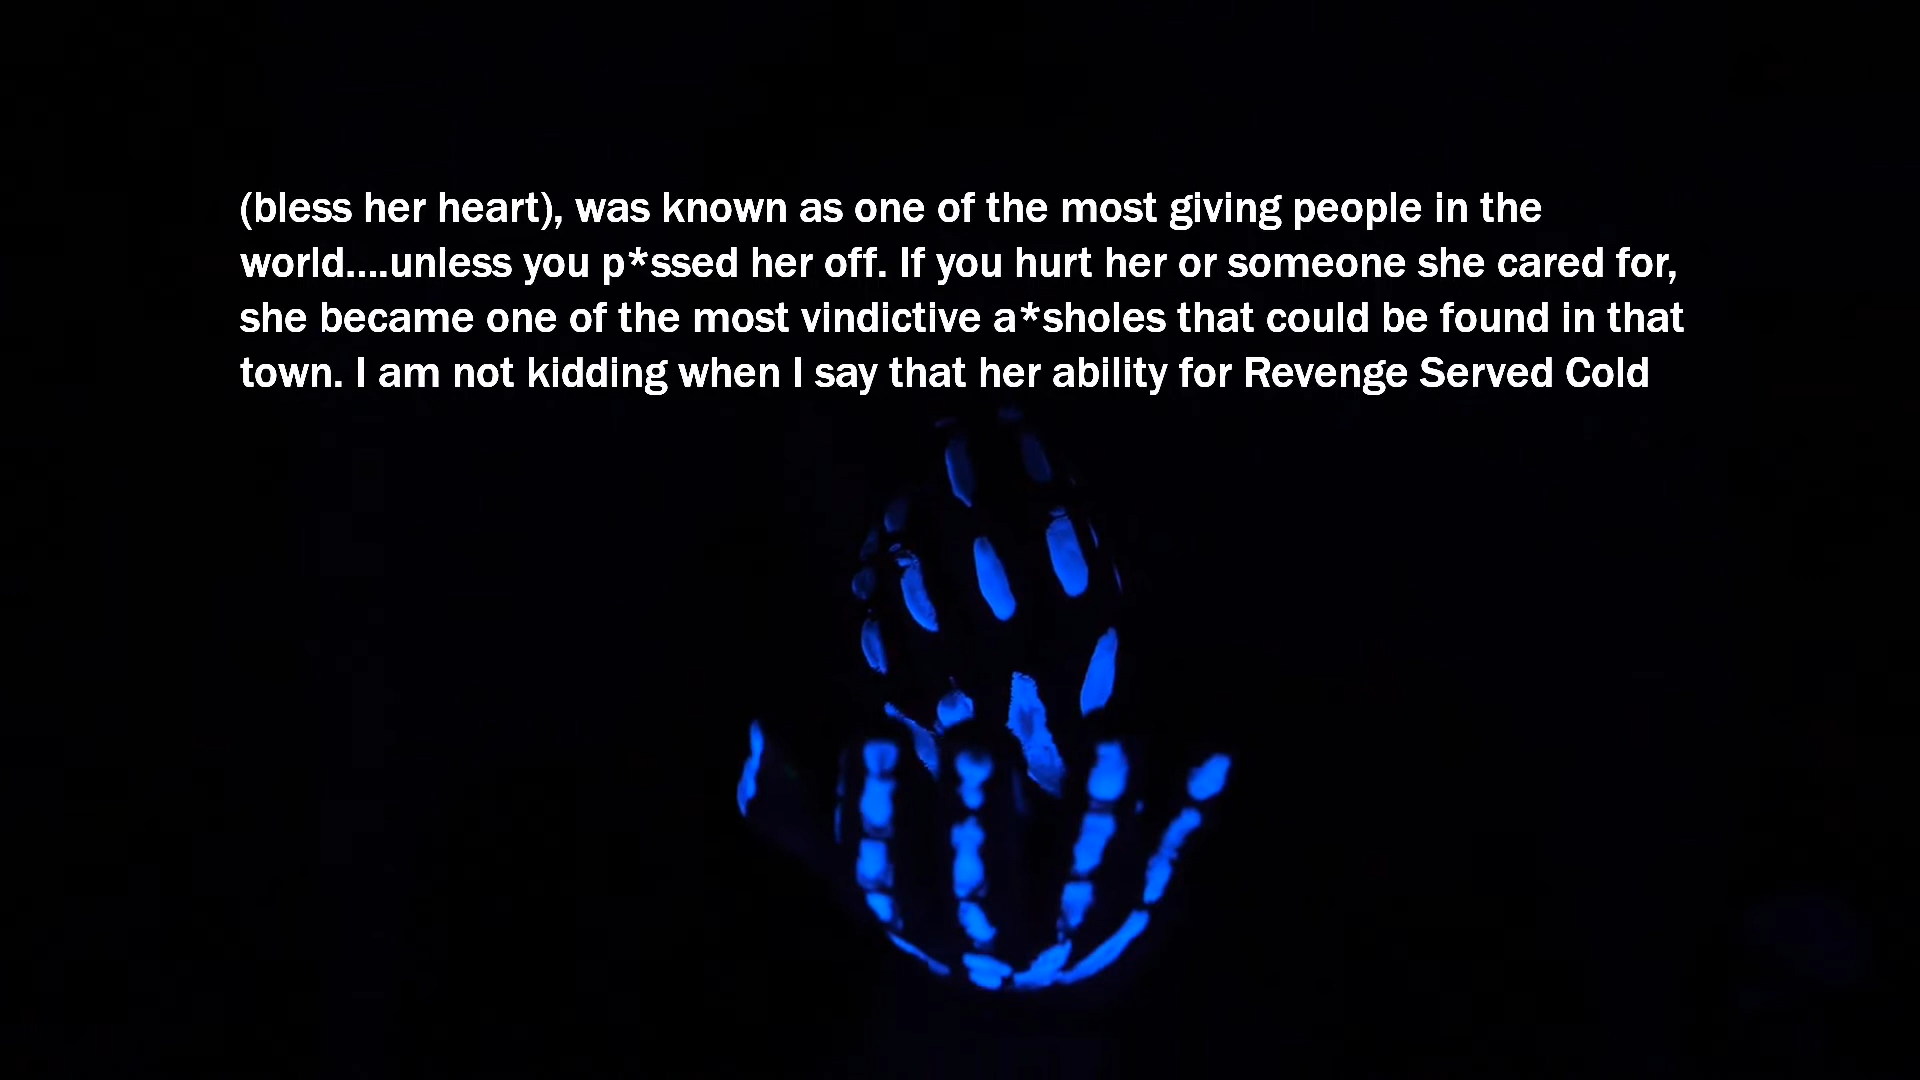 (bless her heart), was known as one of the most giving people in the
world....unless you p*ssed her off. If you hurt her or someone she cared for,
she became one of the most vindictive a*sholes that could be found in that
town. I am not kidding when I say that her ability for Revenge Served Cold